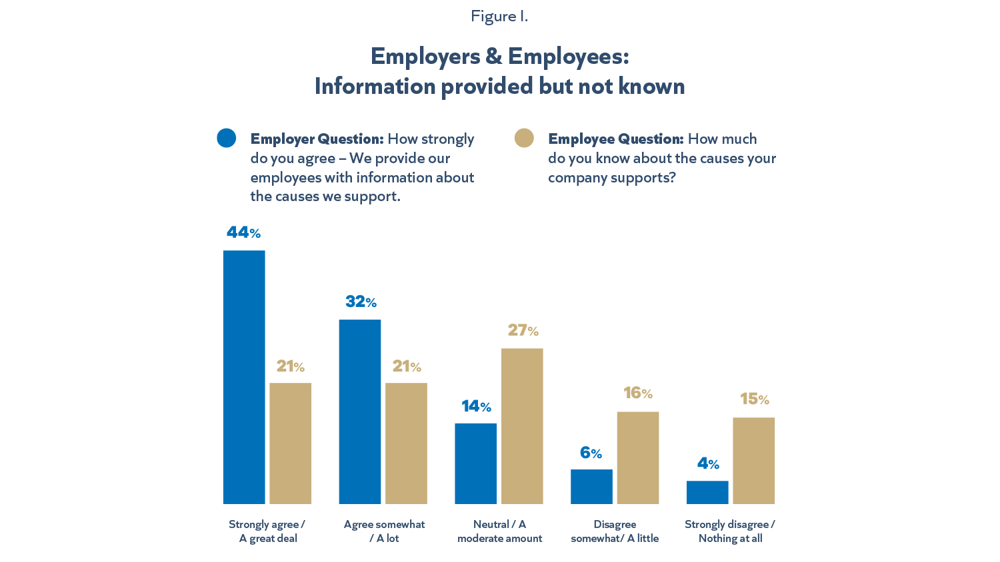 Figure I.
Employers & Employees:
Information provided but not known
Employer Question: How strongly
do you agree – We provide our
employees with information about
the causes we support.
Employee Question: How much
do you know about the causes your
company supports?
44%
21%
32%
21%
14%
27%
6%
16%
4%
15%
Strongly agree /
A great deal
Agree somewhat
/ A lot
Neutral / A
moderate amount
Disagree
somewhat/ A little
Strongly disagree /
Nothing at all